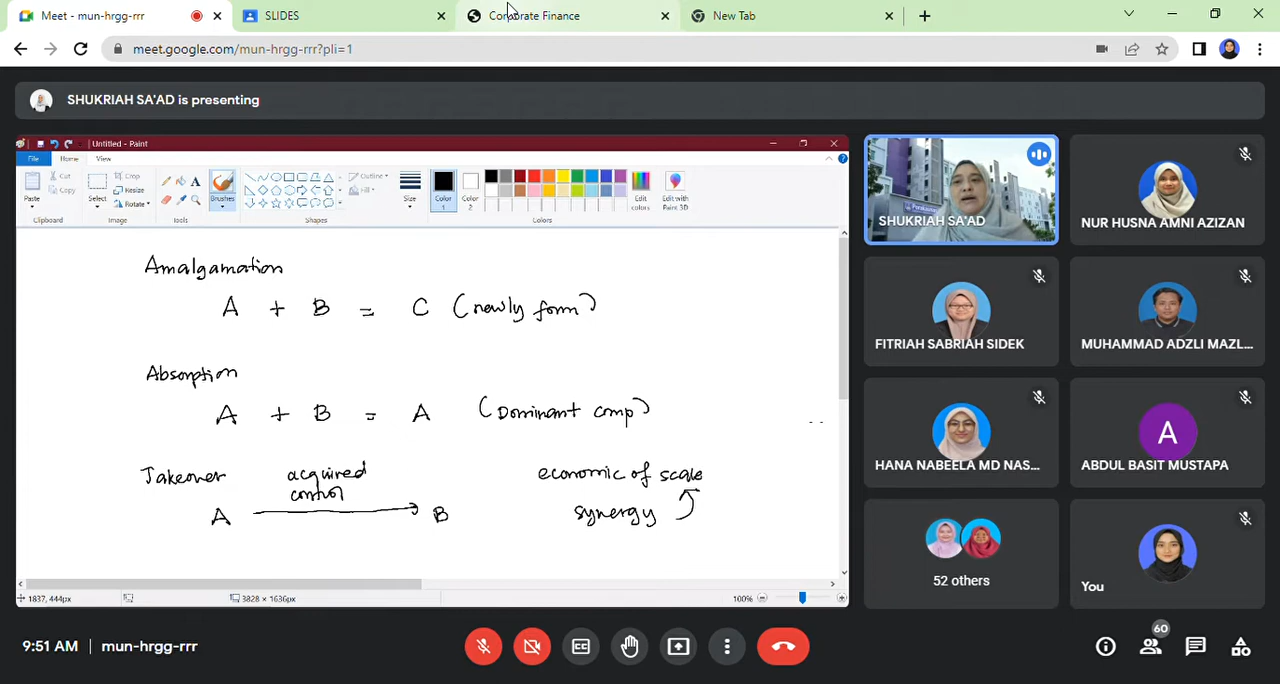 Meet - mun-hrgg-rrr
SLIDES
Corporate Finance
New Tab
meet.google.com/mun-hrgg-rrr?pli=1
SHUKRIAH SA'AD is presenting
Untitled - Paint
File Home View
Paste
Cut
Copy
Clipboard
Select
Crop
Resize
Rotate
Image
Tools
Brushes
Shapes
Outline
Fill
Size
Color 1
Color 2
Edit colors
Edit with Paint 3D
Colors
Amalgamation
A + B = C (newly form)
Absorption
A + B = A (Dominant comp)
Takeover
acquired
control
A → B
economic of scale
synergy
1837, 444px
3828 × 1636px
100%
SHUKRIAH SA'AD
NUR HUSNA AMNI AZIZAN
FITRIAH SABRIAH SIDEK
MUHAMMAD ADZLI MAZL...
HANA NABEELA MD NAS...
A
ABDUL BASIT MUSTAPA
52 others
You
9:51 AM | mun-hrgg-rrr
60